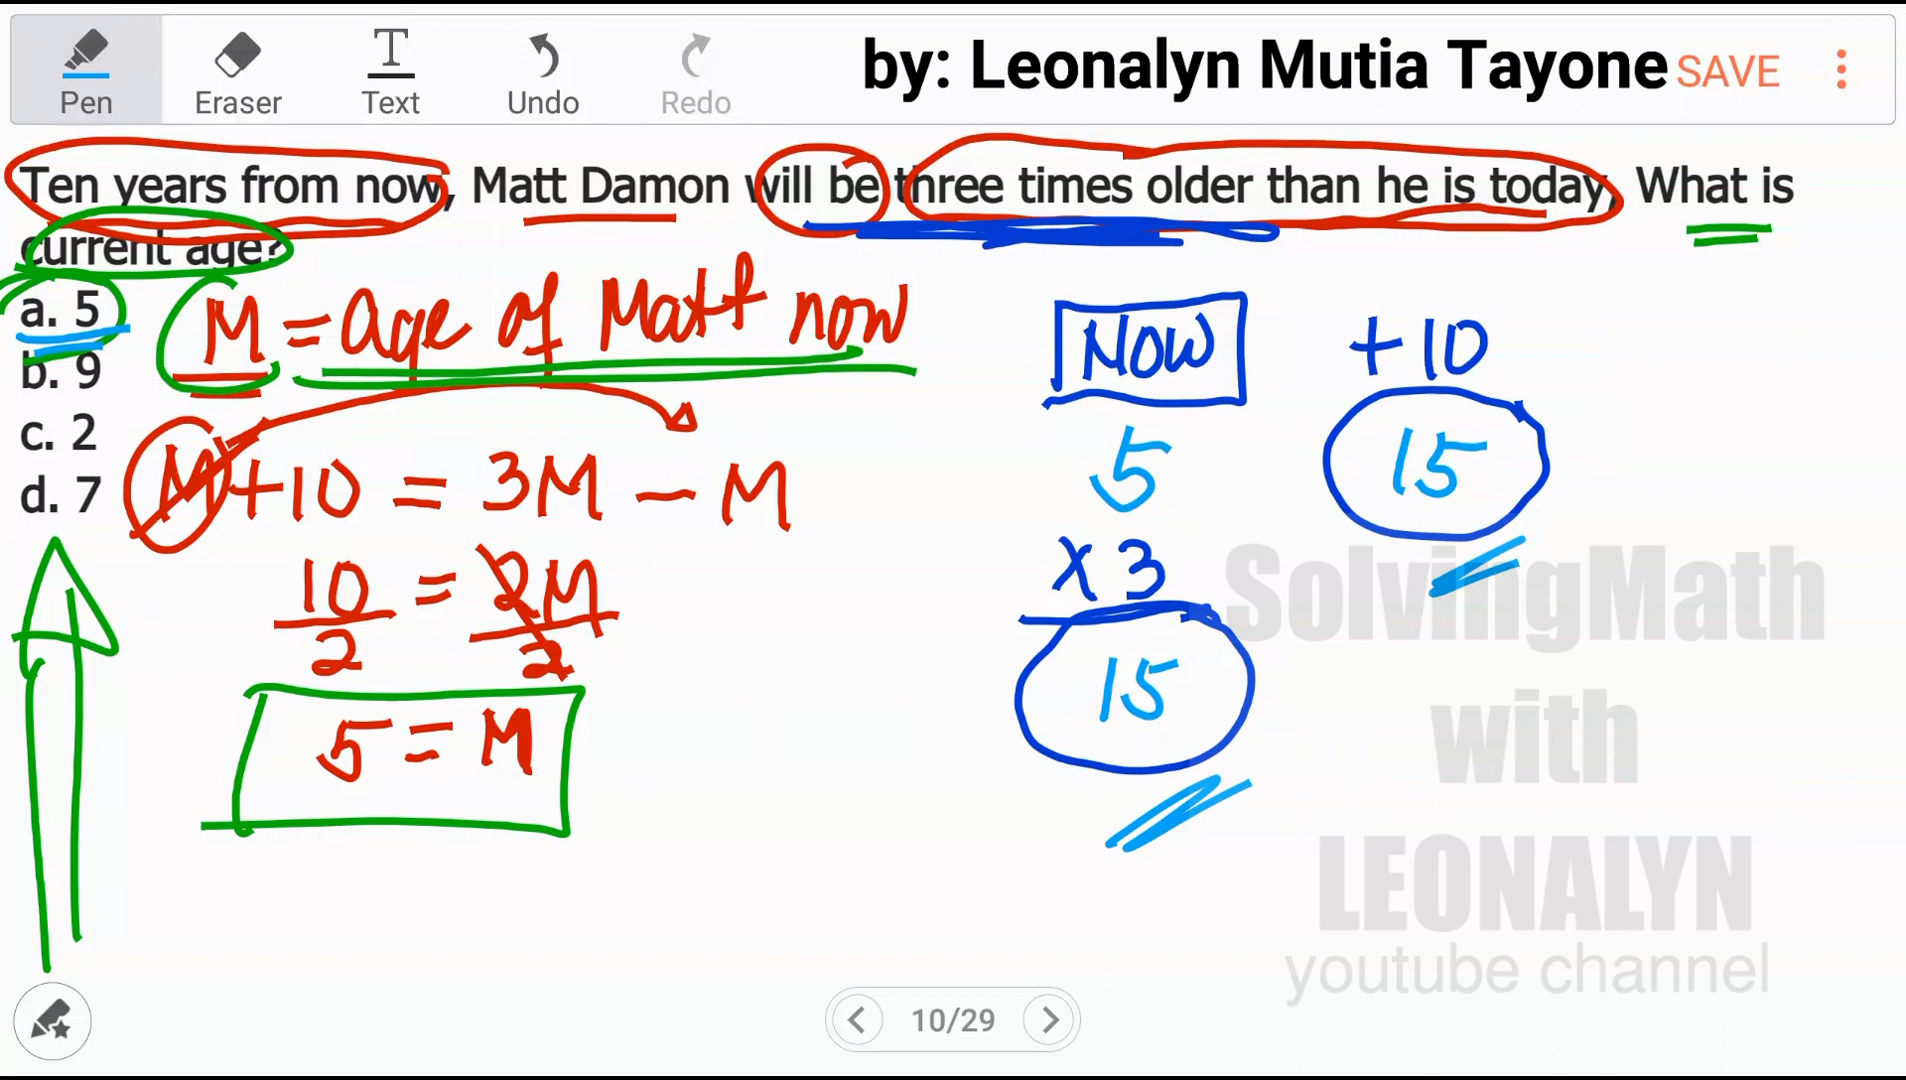 Pen Eraser Text Undo Redo by: Leonalyn Mutia Tayone SAVE
Ten years from now, Matt Damon will be three times older than he is today, What is
current age?
a. 5
b. 9
c. 2
d. 7
M = age of Matt now
M + 10 = 3M - M
10 = 2M
2 2
5 = M
NOW +10
5 15
x 3
15
SolvingMath
with
LEONALYN
youtube channel
10/29